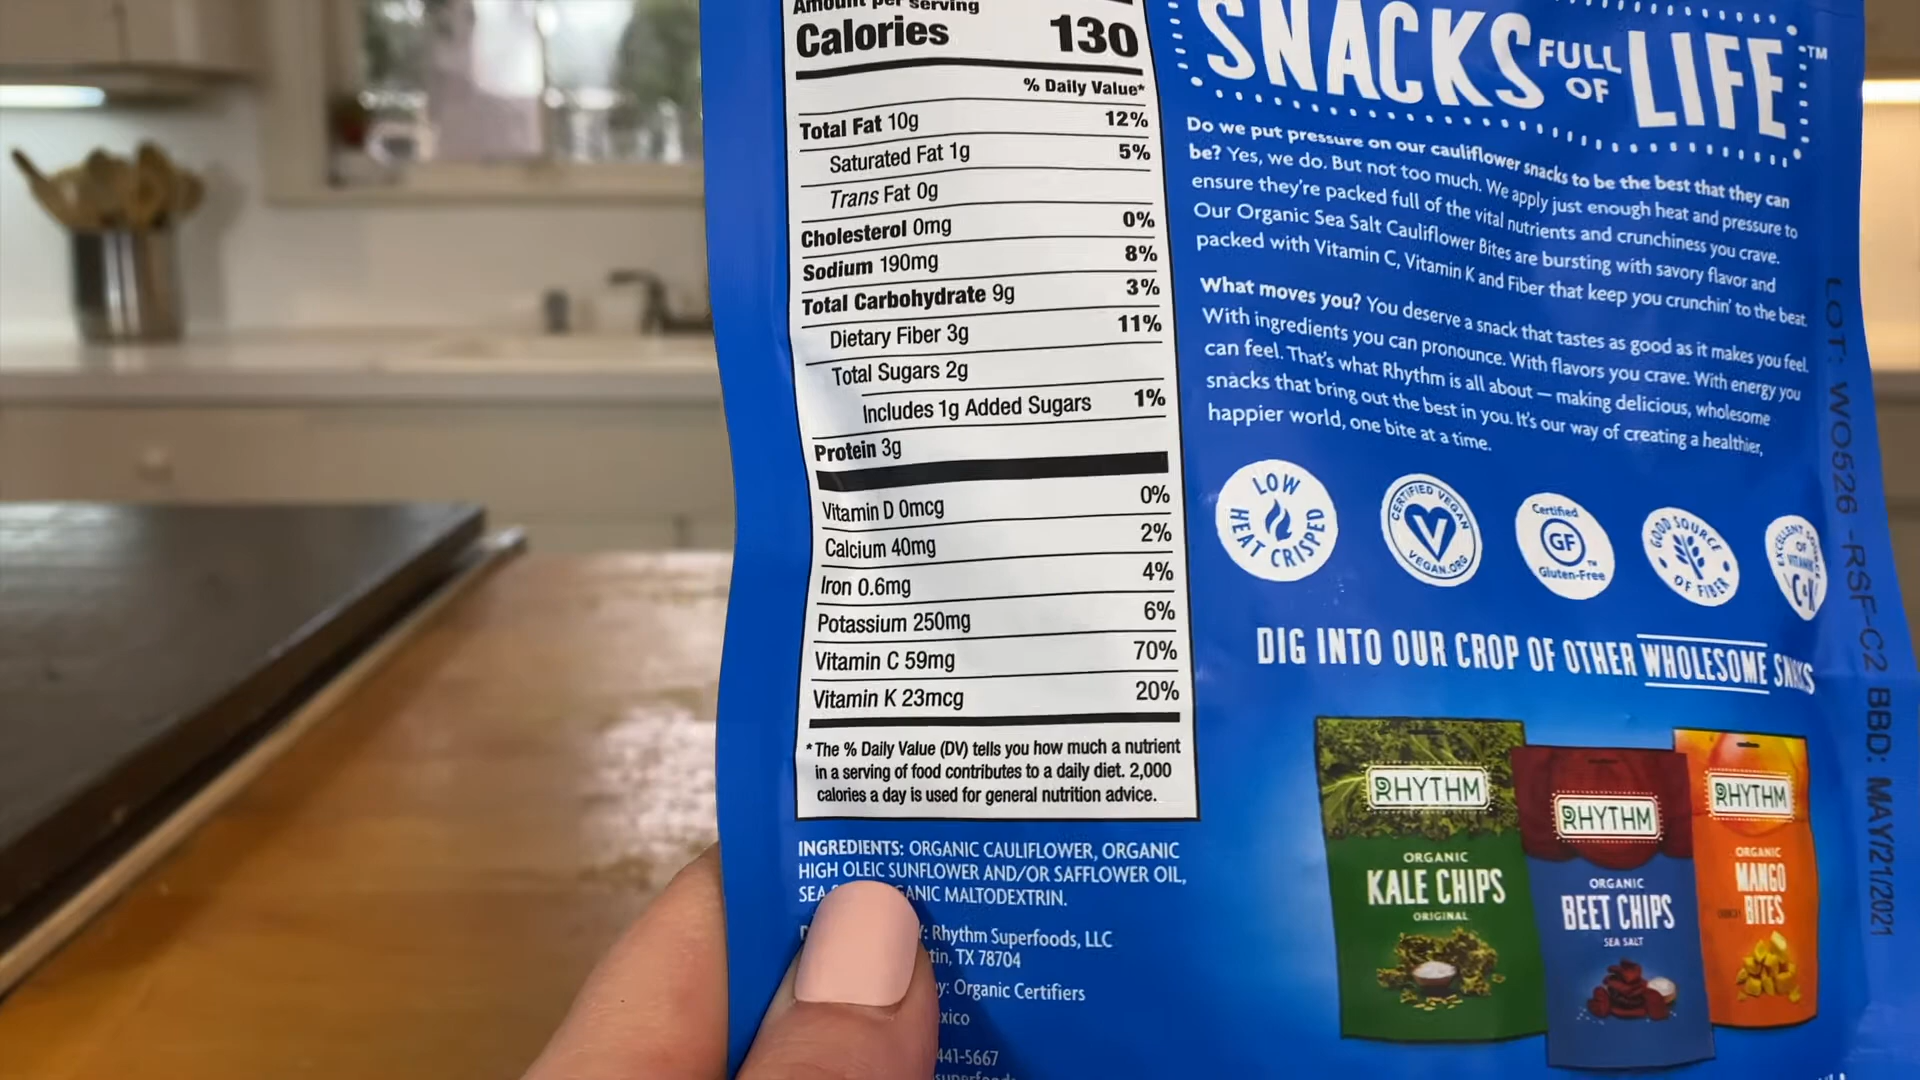 Amount per serving
Calories 130
% Daily Value*
Total Fat 10g 12%
Saturated Fat 1g 5%
Trans Fat 0g
Cholesterol 0mg 0%
Sodium 190mg 8%
Total Carbohydrate 9g 3%
Dietary Fiber 3g 11%
Total Sugars 2g
Includes 1g Added Sugars 1%
Protein 3g
Vitamin D 0mcg 0%
Calcium 40mg 2%
Iron 0.6mg 4%
Potassium 250mg 6%
Vitamin C 59mg 70%
Vitamin K 23mcg 20%
*The % Daily Value (DV) tells you how much a nutrient
in a serving of food contributes to a daily diet. 2,000
calories a day is used for general nutrition advice.
INGREDIENTS: ORGANIC CAULIFLOWER, ORGANIC
HIGH OLEIC SUNFLOWER AND/OR SAFFLOWER OIL,
SEA MALTODEXTRIN.
Rhythm Superfoods, LLC
TX 78704
Organic Certifiers
441-5667
SNACKS FULL OF LIFE™
Do we put pressure on our cauliflower snacks to be the best that they can
be? Yes, we do. But not too much. We apply just enough heat and pressure to
ensure they're packed full of the vital nutrients and crunchiness you crave.
Our Organic Sea Salt Cauliflower Bites are bursting with savory flavor and
packed with Vitamin C, Vitamin K and Fiber that keep you crunchin' to the beat.
What moves you? You deserve a snack that tastes as good as it makes you feel.
With ingredients you can pronounce. With flavors you crave. With energy you
can feel. That's what Rhythm is all about — making delicious, wholesome
snacks that bring out the best in you. It's our way of creating a healthier,
happier world, one bite at a time.
LOW HEAT CRISPED
CERTIFIED VEGAN V VEGAN.ORG
Certified GF™ Gluten-Free
GOOD SOURCE OF FIBER
EXCELLENT OF VITAMIN C&K
DIG INTO OUR CROP OF OTHER WHOLESOME SNACKS
RHYTHM
ORGANIC
KALE CHIPS
ORIGINAL
RHYTHM
ORGANIC
BEET CHIPS
SEA SALT
RHYTHM
ORGANIC
MANGO
BITES
LOT: WO526 -RSF-C2 BBD: MAY/21/2021